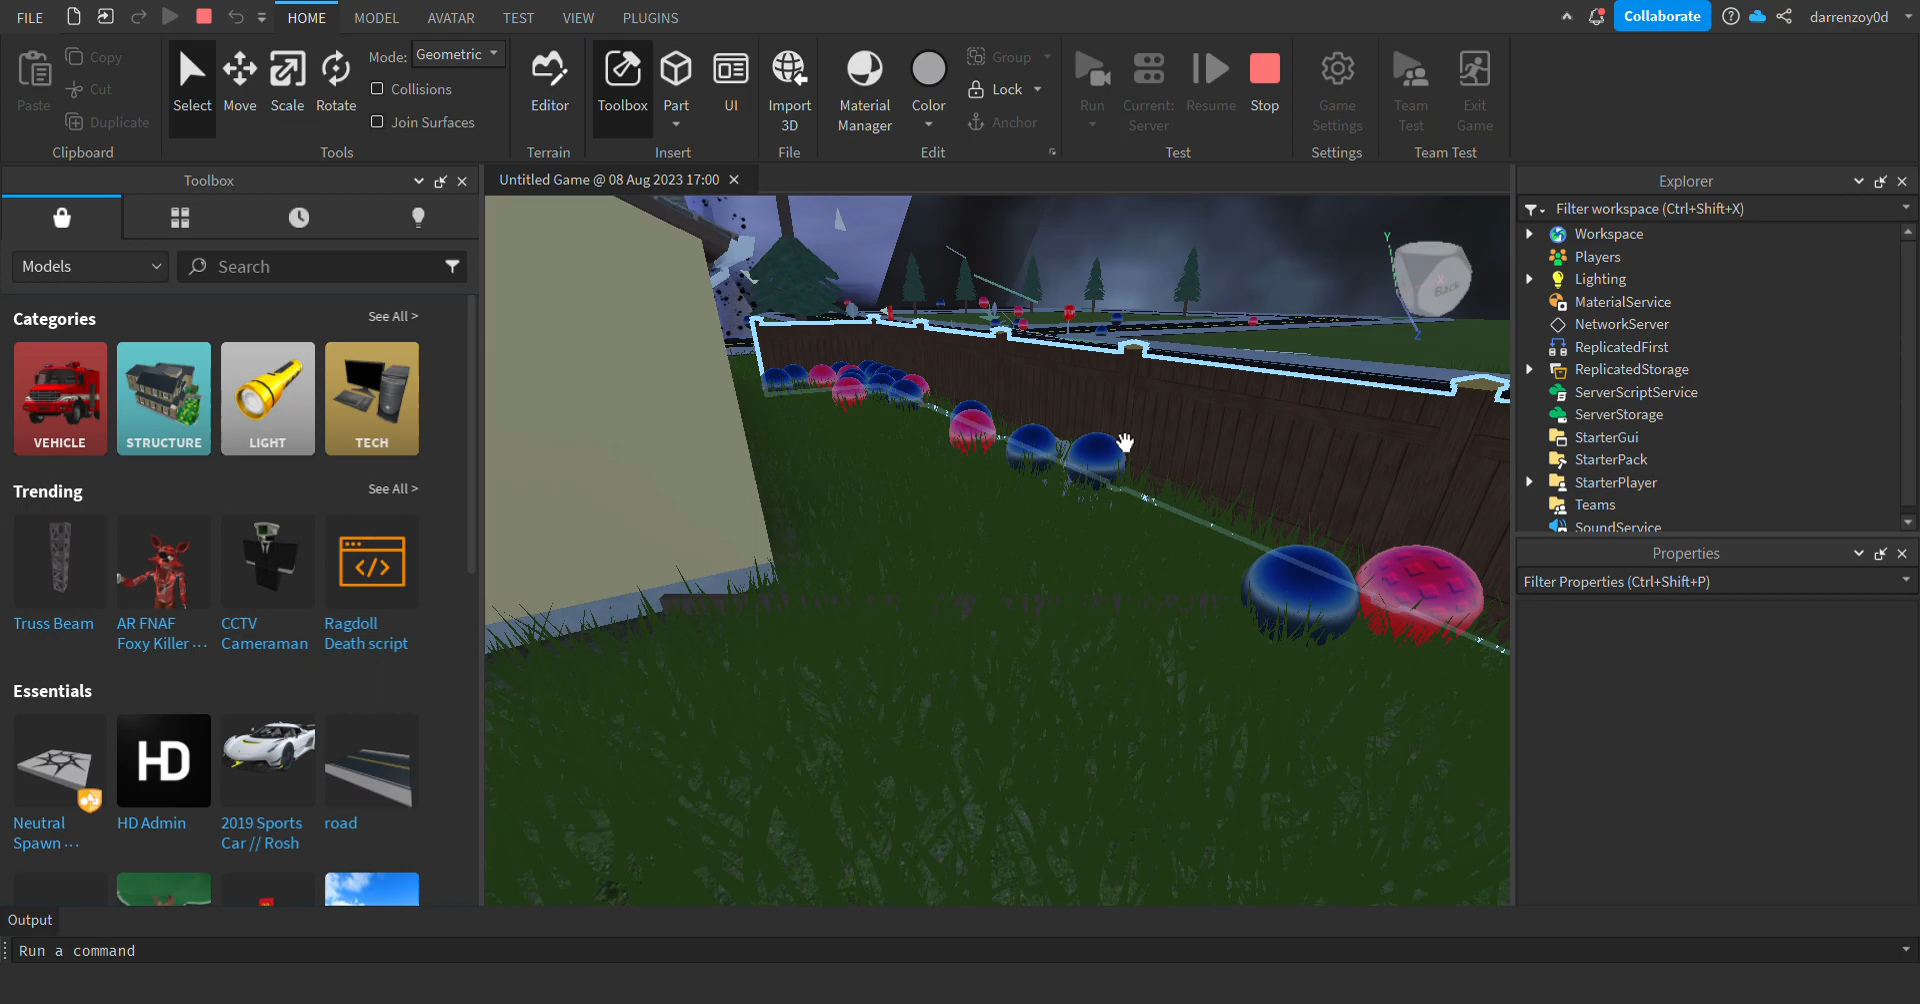 FILE
HOME
MODEL
AVATAR
TEST
VIEW
PLUGINS
Collaborate
darrenzoy0d
Paste
Copy
Cut
Duplicate
Clipboard
Select
Move
Scale
Rotate
Mode: Geometric
Collisions
Join Surfaces
Tools
Editor
Terrain
Toolbox
Part
UI
Insert
Import
3D
File
Material
Manager
Color
Group
Lock
Anchor
Edit
Run
Current:
Server
Resume
Stop
Test
Game
Settings
Settings
Team
Test
Exit
Game
Team Test
Toolbox
Untitled Game @ 08 Aug 2023 17:00
Models
Search
Categories
See All >
VEHICLE
STRUCTURE
LIGHT
TECH
Trending
See All >
Truss Beam
AR FNAF
Foxy Killer ...
CCTV
Cameraman
Ragdoll
Death script
Essentials
HD
Neutral
Spawn ...
HD Admin
2019 Sports
Car // Rosh
road
Y
X
Back
Z
Explorer
Filter workspace (Ctrl+Shift+X)
Workspace
Players
Lighting
MaterialService
NetworkServer
ReplicatedFirst
ReplicatedStorage
ServerScriptService
ServerStorage
StarterGui
StarterPack
StarterPlayer
Teams
SoundService
Properties
Filter Properties (Ctrl+Shift+P)
Output
Run a command